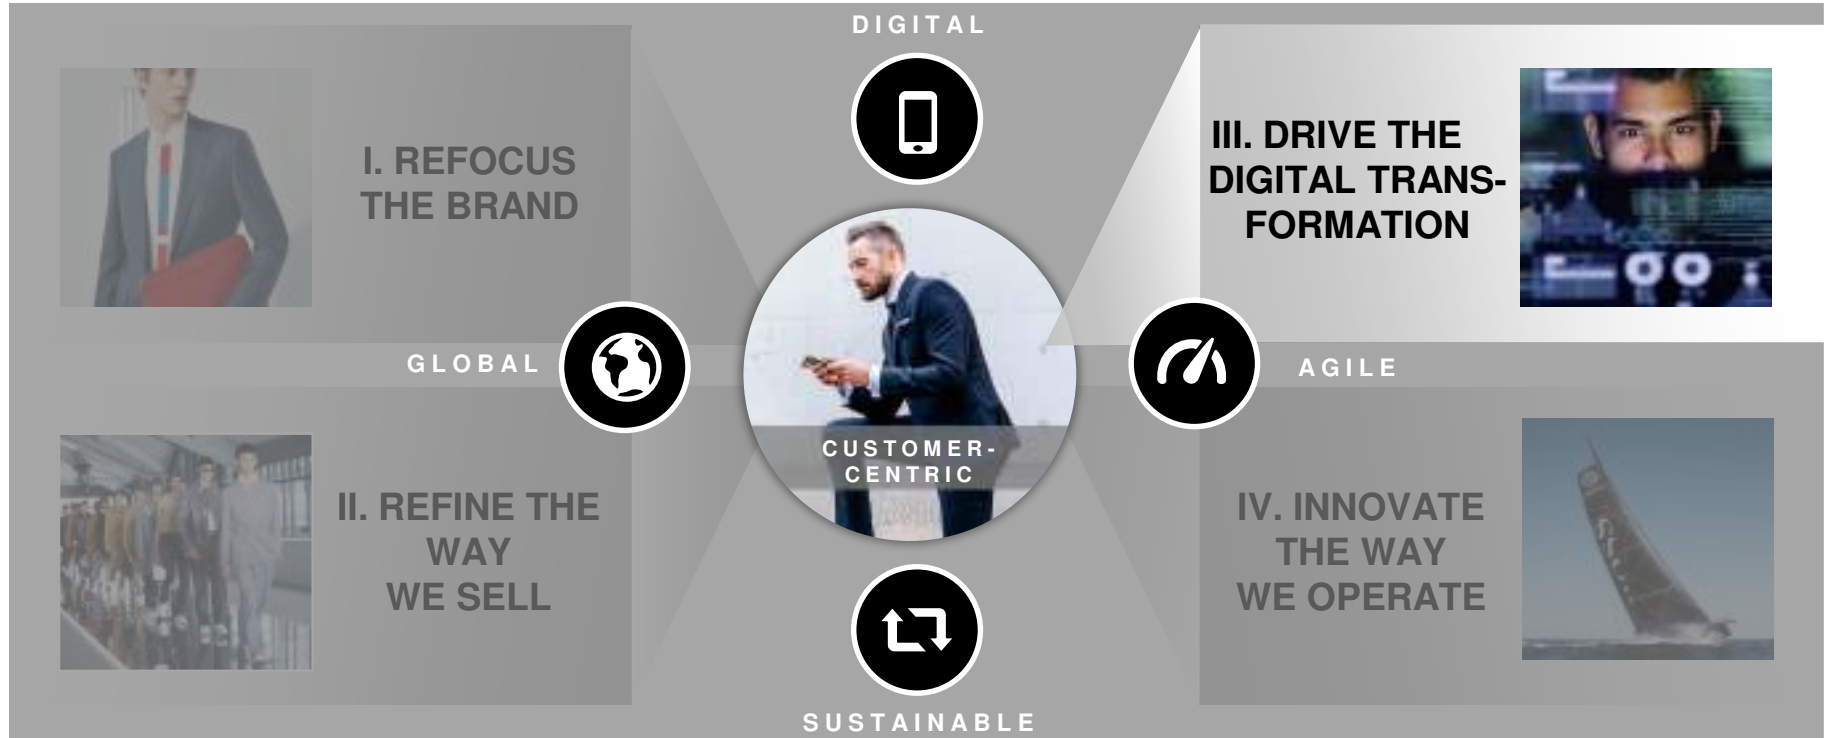 DIGITAL
I. REFOCUS
THE BRAND
III. DRIVE THE
DIGITAL TRANS-
FORMATION
GLOBAL
AGILE
CUSTOMER-
CENTRIC
II. REFINE THE
WAY
WE SELL
IV. INNOVATE
THE WAY
WE OPERATE
SUSTAINABLE